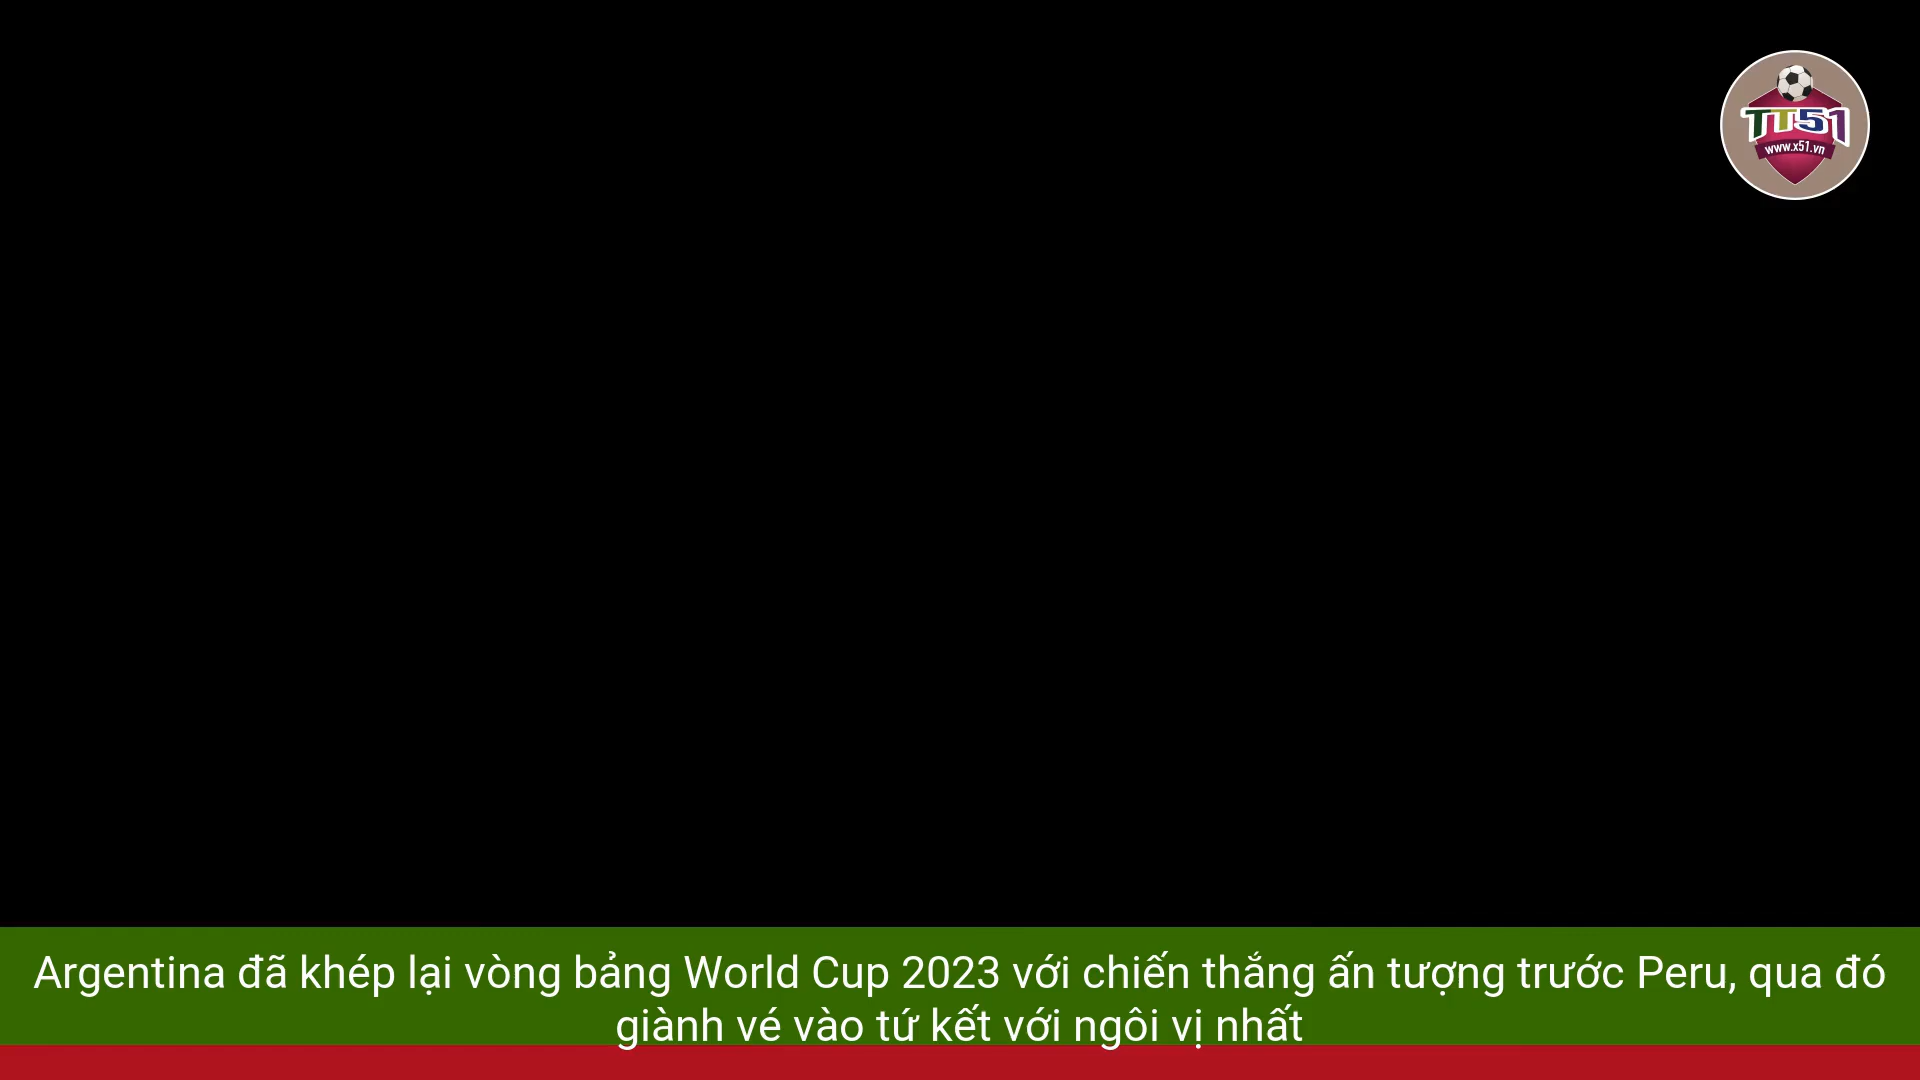 TT51
www.x51.vn
Argentina đã khép lại vòng bảng World Cup 2023 với chiến thắng ấn tượng trước Peru, qua đó
giành vé vào tứ kết với ngôi vị nhất